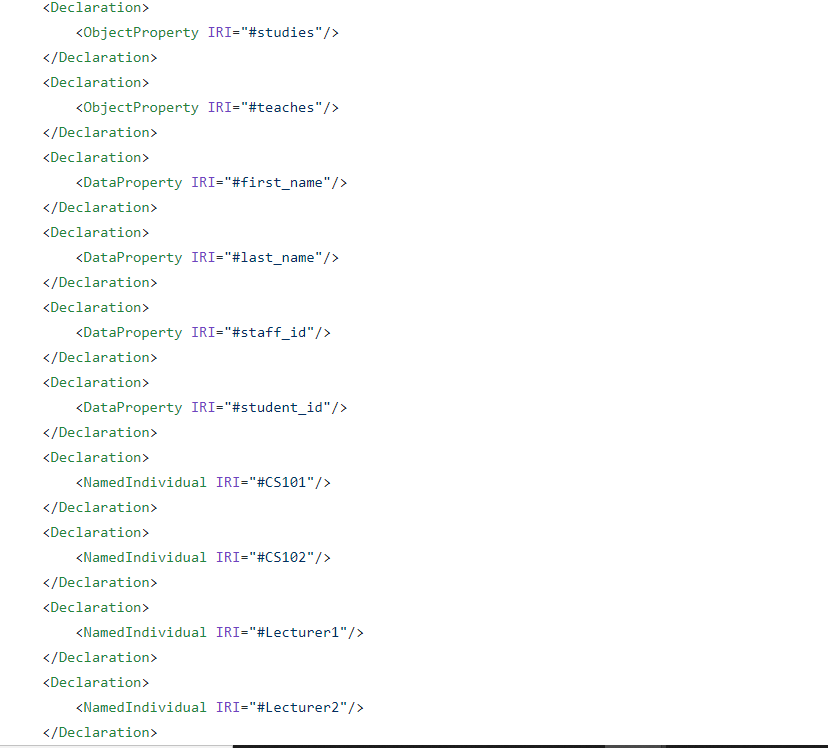 <Declaration>
<ObjectProperty IRI="#studies"/>
</Declaration>
<Declaration>
<ObjectProperty IRI="#teaches"/>
</Declaration>
<Declaration>
<DataProperty IRI="#first_name"/>
</Declaration>
<Declaration>
<DataProperty IRI="#last_name"/>
</Declaration>
<Declaration>
<DataProperty IRI="#staff_id"/>
</Declaration>
<Declaration>
<DataProperty IRI="#student_id"/>
</Declaration>
<Declaration>
<NamedIndividual IRI="#CS101"/>
</Declaration>
<Declaration>
<NamedIndividual IRI="#CS102"/>
</Declaration>
<Declaration>
<NamedIndividual IRI="#Lecturer1"/>
</Declaration>
<Declaration>
<NamedIndividual IRI="#Lecturer2"/>
</Declaration>